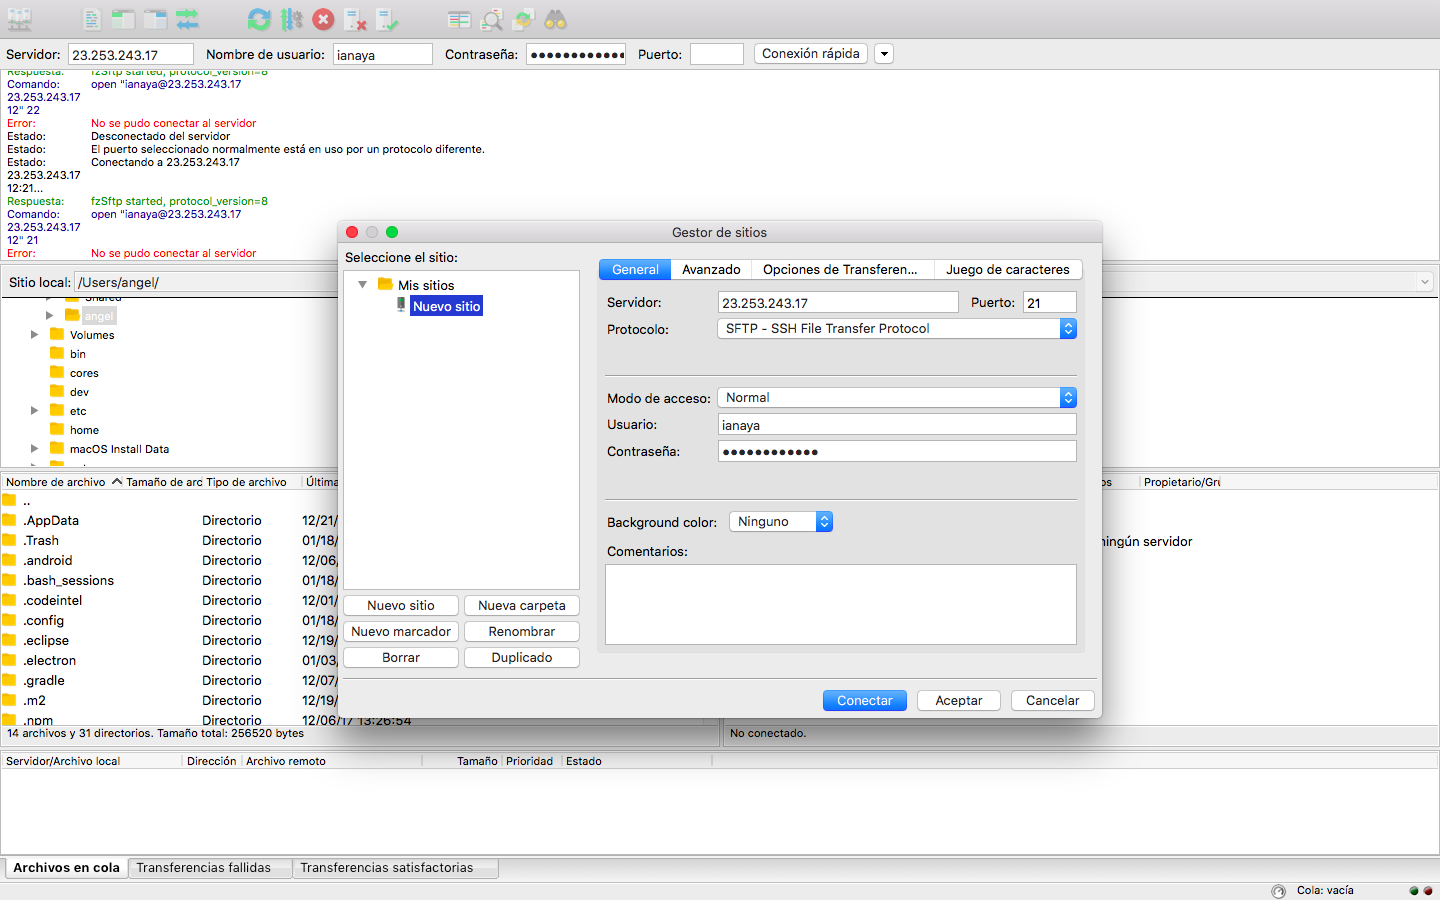 Servidor: 23.253.243.17 Nombre de usuario: ianaya Contraseña: ●●●●●●●●●●●● Puerto: Conexión rápida
Respuesta: fzSftp started, protocol_version=8
Comando: open "ianaya@23.253.243.17
23.253.243.17
12" 22
Error: No se pudo conectar al servidor
Estado: Desconectado del servidor
Estado: El puerto seleccionado normalmente está en uso por un protocolo diferente.
Estado: Conectando a 23.253.243.17
23.253.243.17
12:21...
Respuesta: fzSftp started, protocol_version=8
Comando: open "ianaya@23.253.243.17
23.253.243.17
12" 21
Error: No se pudo conectar al servidor
Sitio local: /Users/angel/
Shared
angel
Volumes
bin
cores
dev
etc
home
macOS Install Data
Nombre de archivo Tamaño de arc Tipo de archivo Última
..
.AppData Directorio 12/21/
.Trash Directorio 01/18/
.android Directorio 12/06/
.bash_sessions Directorio 01/18/
.codeintel Directorio 12/01/
.config Directorio 01/18/
.eclipse Directorio 12/19/
.electron Directorio 01/03/
.gradle Directorio 12/07/
.m2 Directorio 12/19/
.npm Directorio 12/06/17 13:26:54
14 archivos y 31 directorios. Tamaño total: 256520 bytes
Gestor de sitios
Seleccione el sitio:
Mis sitios
Nuevo sitio
Nuevo sitio Nueva carpeta
Nuevo marcador Renombrar
Borrar Duplicado
General Avanzado Opciones de Transferen... Juego de caracteres
Servidor: 23.253.243.17 Puerto: 21
Protocolo: SFTP - SSH File Transfer Protocol
Modo de acceso: Normal
Usuario: ianaya
Contraseña: ●●●●●●●●●●●●
Background color: Ninguno
Comentarios:
Conectar Aceptar Cancelar
os Propietario/Gru
ningún servidor
No conectado.
Servidor/Archivo local Dirección Archivo remoto Tamaño Prioridad Estado
Archivos en cola Transferencias fallidas Transferencias satisfactorias
Cola: vacía